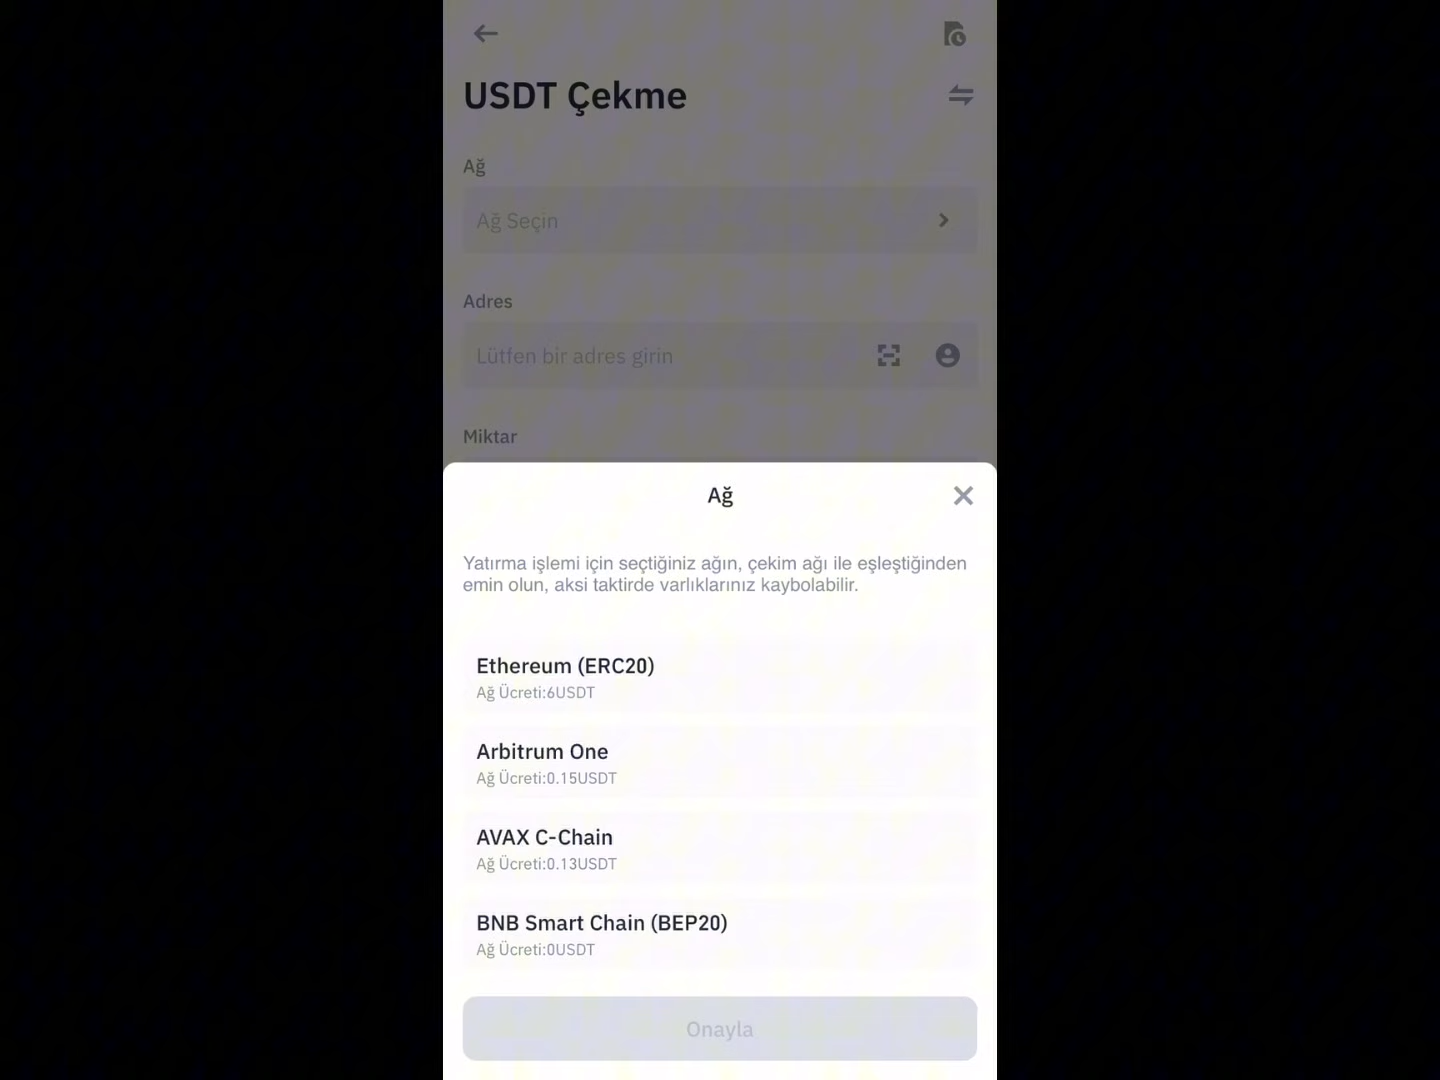 USDT Çekme
Ağ
Ağ Seçin
Adres
Lütfen bir adres girin
Miktar
Ağ
Yatırma işlemi için seçtiğiniz ağın, çekim ağı ile eşleştiğinden
emin olun, aksi taktirde varlıklarınız kaybolabilir.
Ethereum (ERC20)
Ağ Ücreti:6USDT
Arbitrum One
Ağ Ücreti:0.15USDT
AVAX C-Chain
Ağ Ücreti:0.13USDT
BNB Smart Chain (BEP20)
Ağ Ücreti:0USDT
Onayla